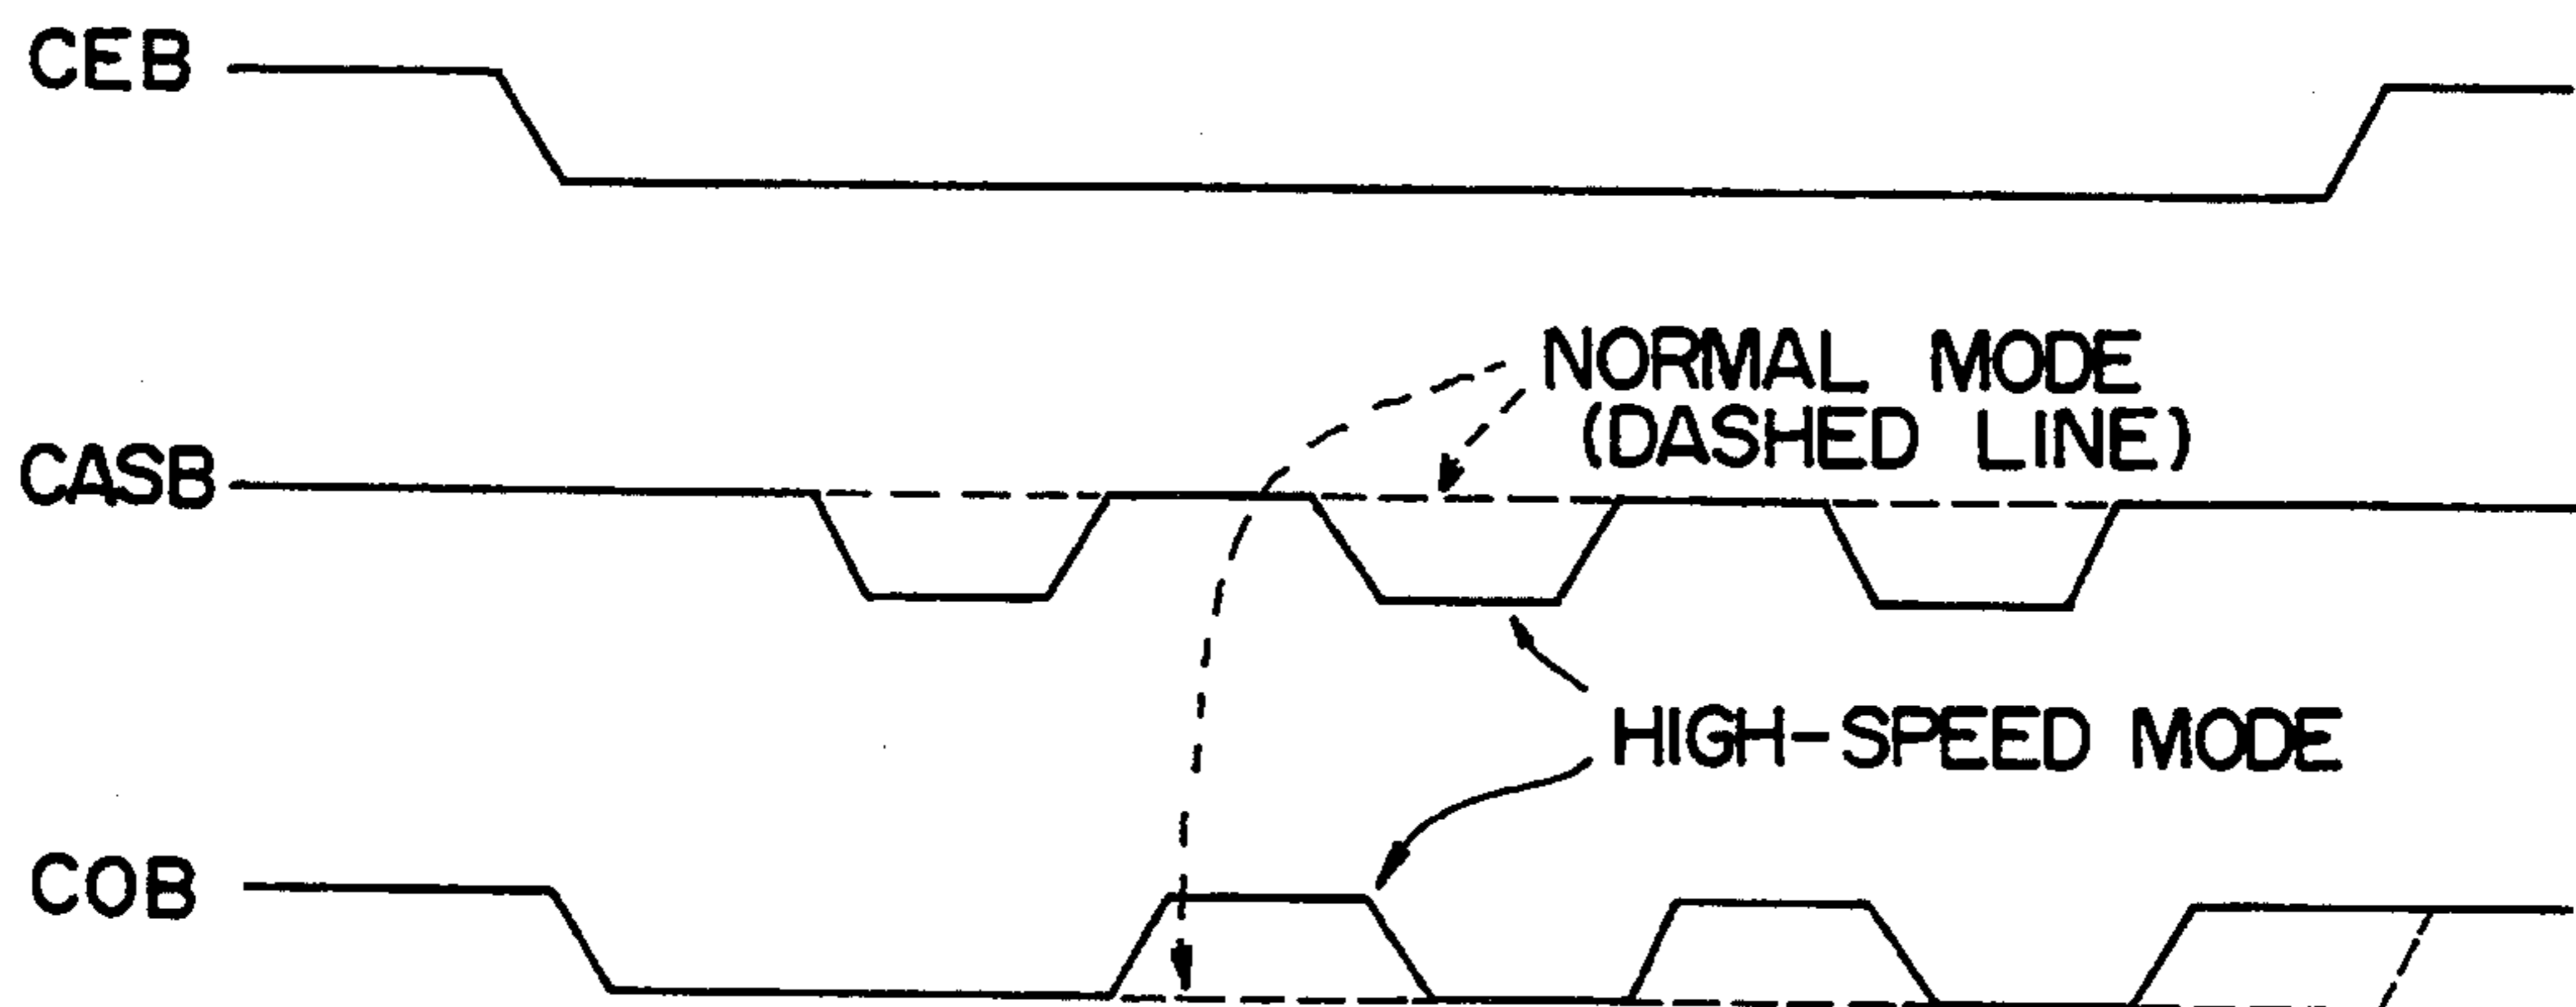 CEB
NORMAL MODE
(DASHED LINE)
CASB
HIGH-SPEED MODE
COB